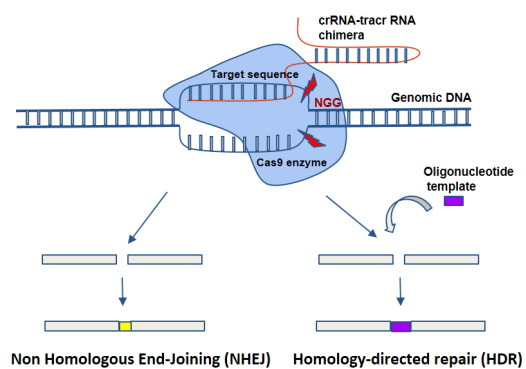 crRNA-tracr RNA
chimera
Target sequence
NGG
Genomic DNA
Cas9 enzyme
Oligonucleotide
template
Non Homologous End-Joining (NHEJ)
Homology-directed repair (HDR)